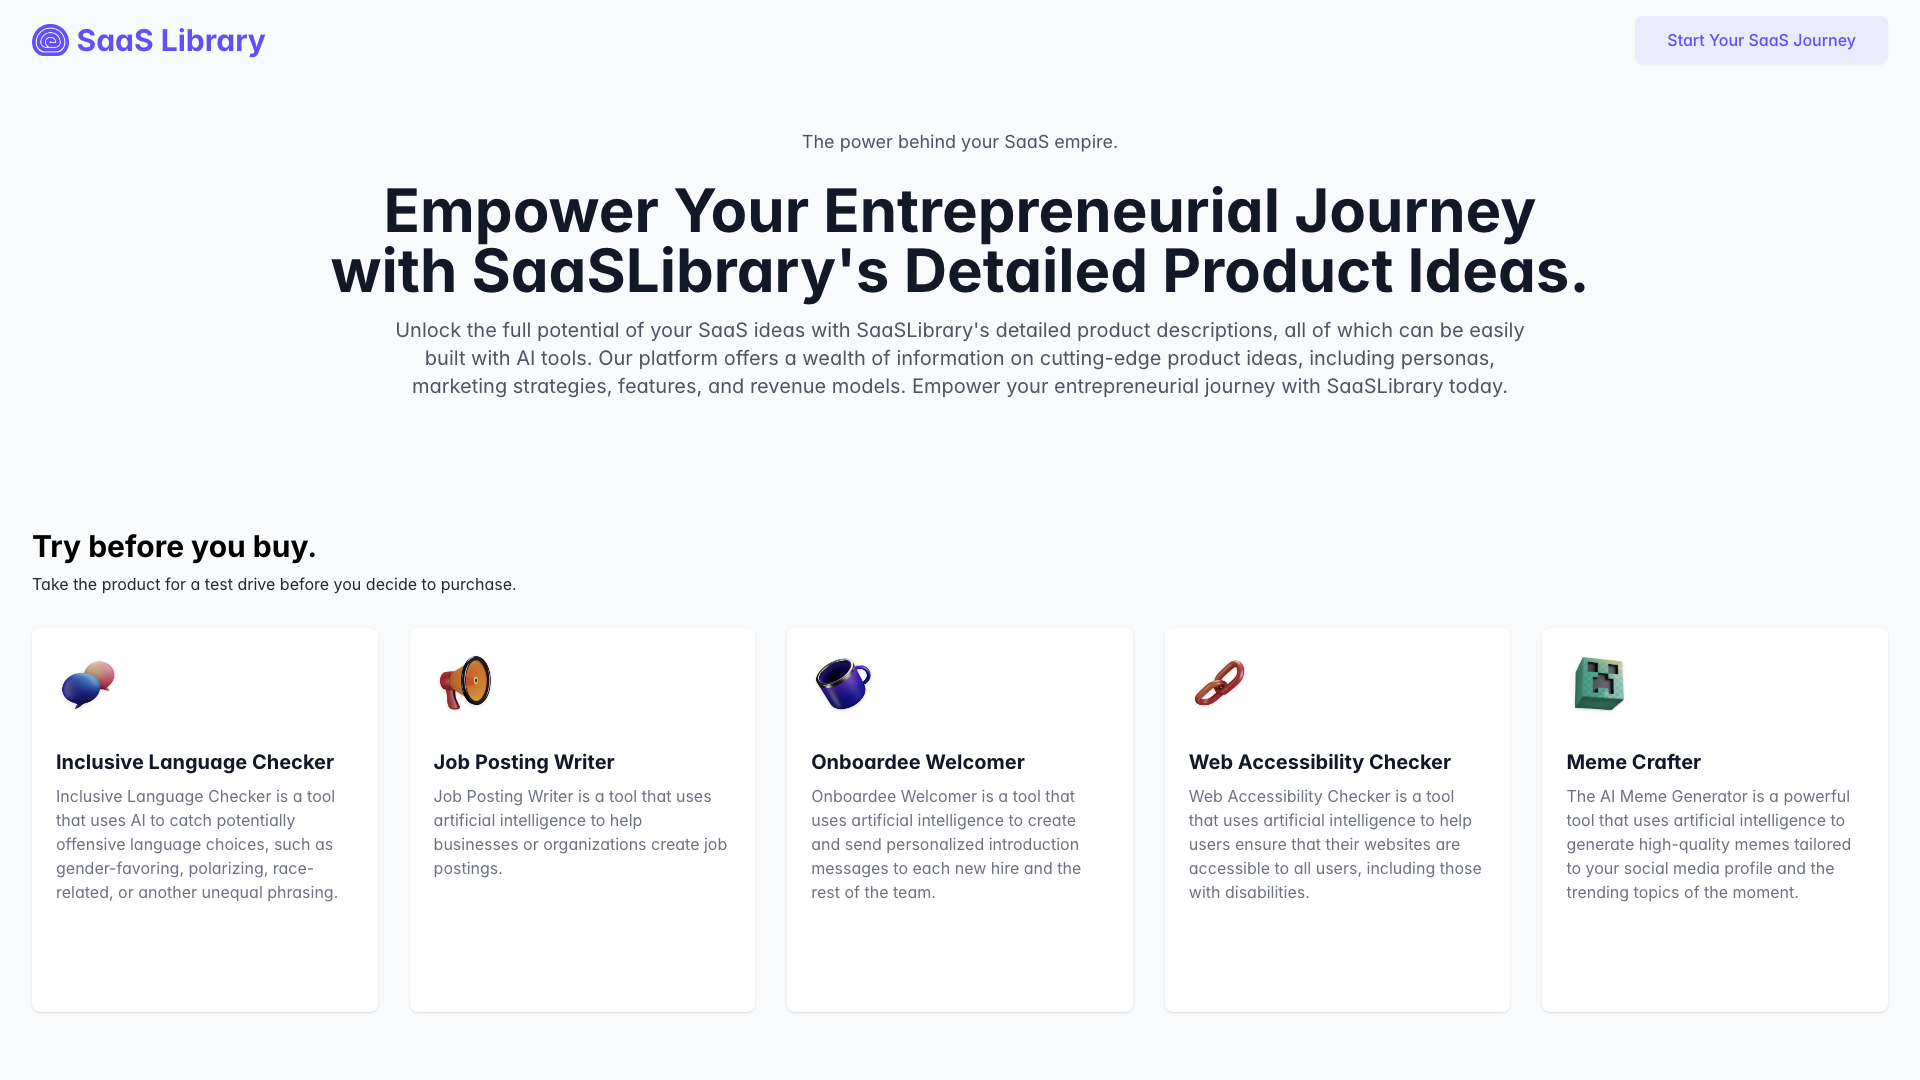 SaaS Library
Start Your SaaS Journey
The power behind your SaaS empire.
Empower Your Entrepreneurial Journey
with SaaSLibrary's Detailed Product Ideas.
Unlock the full potential of your SaaS ideas with SaaSLibrary's detailed product descriptions, all of which can be easily
built with AI tools. Our platform offers a wealth of information on cutting-edge product ideas, including personas,
marketing strategies, features, and revenue models. Empower your entrepreneurial journey with SaaSLibrary today.
Try before you buy.
Take the product for a test drive before you decide to purchase.
Inclusive Language Checker
Inclusive Language Checker is a tool
that uses AI to catch potentially
offensive language choices, such as
gender-favoring, polarizing, race-
related, or another unequal phrasing.
Job Posting Writer
Job Posting Writer is a tool that uses
artificial intelligence to help
businesses or organizations create job
postings.
Onboardee Welcomer
Onboardee Welcomer is a tool that
uses artificial intelligence to create
and send personalized introduction
messages to each new hire and the
rest of the team.
Web Accessibility Checker
Web Accessibility Checker is a tool
that uses artificial intelligence to help
users ensure that their websites are
accessible to all users, including those
with disabilities.
Meme Crafter
The AI Meme Generator is a powerful
tool that uses artificial intelligence to
generate high-quality memes tailored
to your social media profile and the
trending topics of the moment.